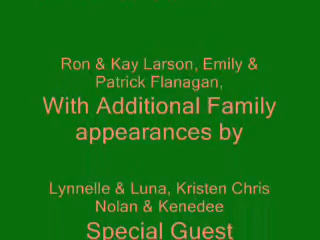 Ron & Kay Larson, Emily &
Patrick Flanagan,
With Additional Family
appearances by
Lynnelle & Luna, Kristen Chris
Nolan & Kenedee
Special Guest